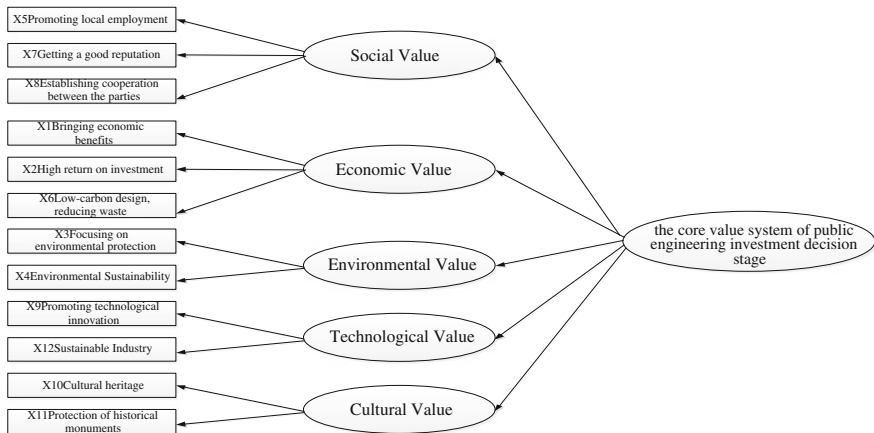 X5Promoting local employment
X7Getting a good reputation
X8Establishing cooperation
between the parties
Social Value
X1Bringing economic
benefits
X2High return on investment
X6Low-carbon design,
reducing waste
Economic Value
X3Focusing on
environmental protection
X4Environmental Sustainability
Environmental Value
X9Promoting technological
innovation
X12Sustainable Industry
Technological Value
X10Cultural heritage
X11Protection of historical
monuments
Cultural Value
the core value system of public
engineering investment decision
stage